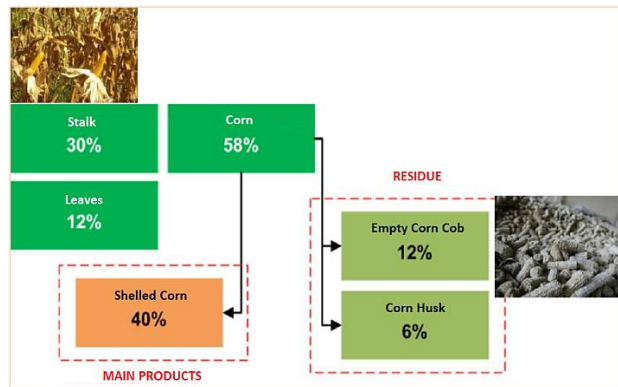 Stalk
30%
Corn
58%
Leaves
12%
RESIDUE
Empty Corn Cob
12%
Shelled Corn
40%
Corn Husk
6%
MAIN PRODUCTS